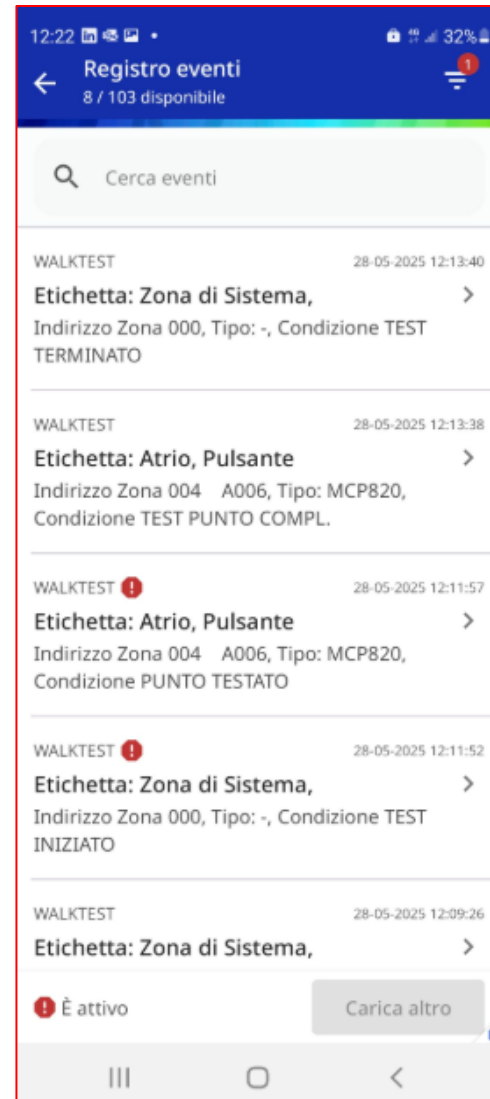 12:22
32%
Registro eventi
1
8 / 103 disponibile
Cerca eventi
WALKTEST 28-05-2025 12:13:40
Etichetta: Zona di Sistema,
Indirizzo Zona 000, Tipo: -, Condizione TEST
TERMINATO
WALKTEST 28-05-2025 12:13:38
Etichetta: Atrio, Pulsante
Indirizzo Zona 004 A006, Tipo: MCP820,
Condizione TEST PUNTO COMPL.
WALKTEST 28-05-2025 12:11:57
Etichetta: Atrio, Pulsante
Indirizzo Zona 004 A006, Tipo: MCP820,
Condizione PUNTO TESTATO
WALKTEST 28-05-2025 12:11:52
Etichetta: Zona di Sistema,
Indirizzo Zona 000, Tipo: -, Condizione TEST
INIZIATO
WALKTEST 28-05-2025 12:09:26
Etichetta: Zona di Sistema,
È attivo
Carica altro